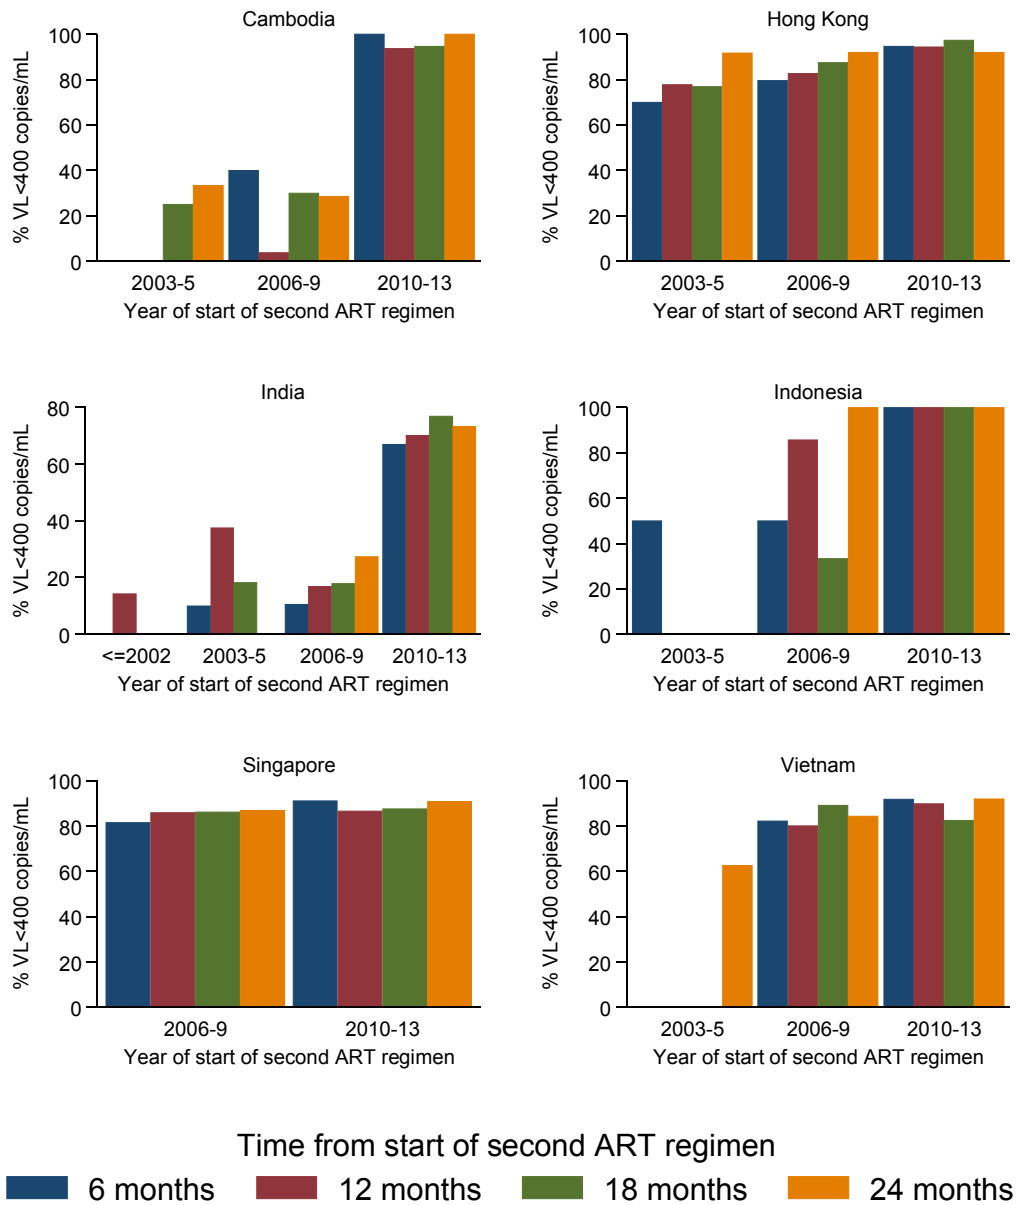 Cambodia
% VL<400 copies/mL
100
80
60
40
20
0
2003-5 2006-9 2010-13
Year of start of second ART regimen
Hong Kong
% VL<400 copies/mL
100
80
60
40
20
0
2003-5 2006-9 2010-13
Year of start of second ART regimen
India
% VL<400 copies/mL
80
60
40
20
0
<=2002 2003-5 2006-9 2010-13
Year of start of second ART regimen
Indonesia
% VL<400 copies/mL
100
80
60
40
20
0
2003-5 2006-9 2010-13
Year of start of second ART regimen
Singapore
% VL<400 copies/mL
100
80
60
40
20
0
2006-9 2010-13
Year of start of second ART regimen
Vietnam
% VL<400 copies/mL
100
80
60
40
20
0
2003-5 2006-9 2010-13
Year of start of second ART regimen
Time from start of second ART regimen
6 months 12 months 18 months 24 months